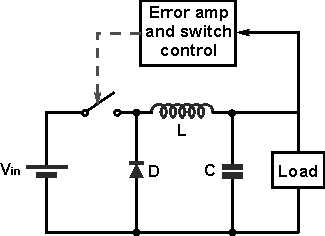 Error amp
and switch
control
L
Vin
D
C
Load